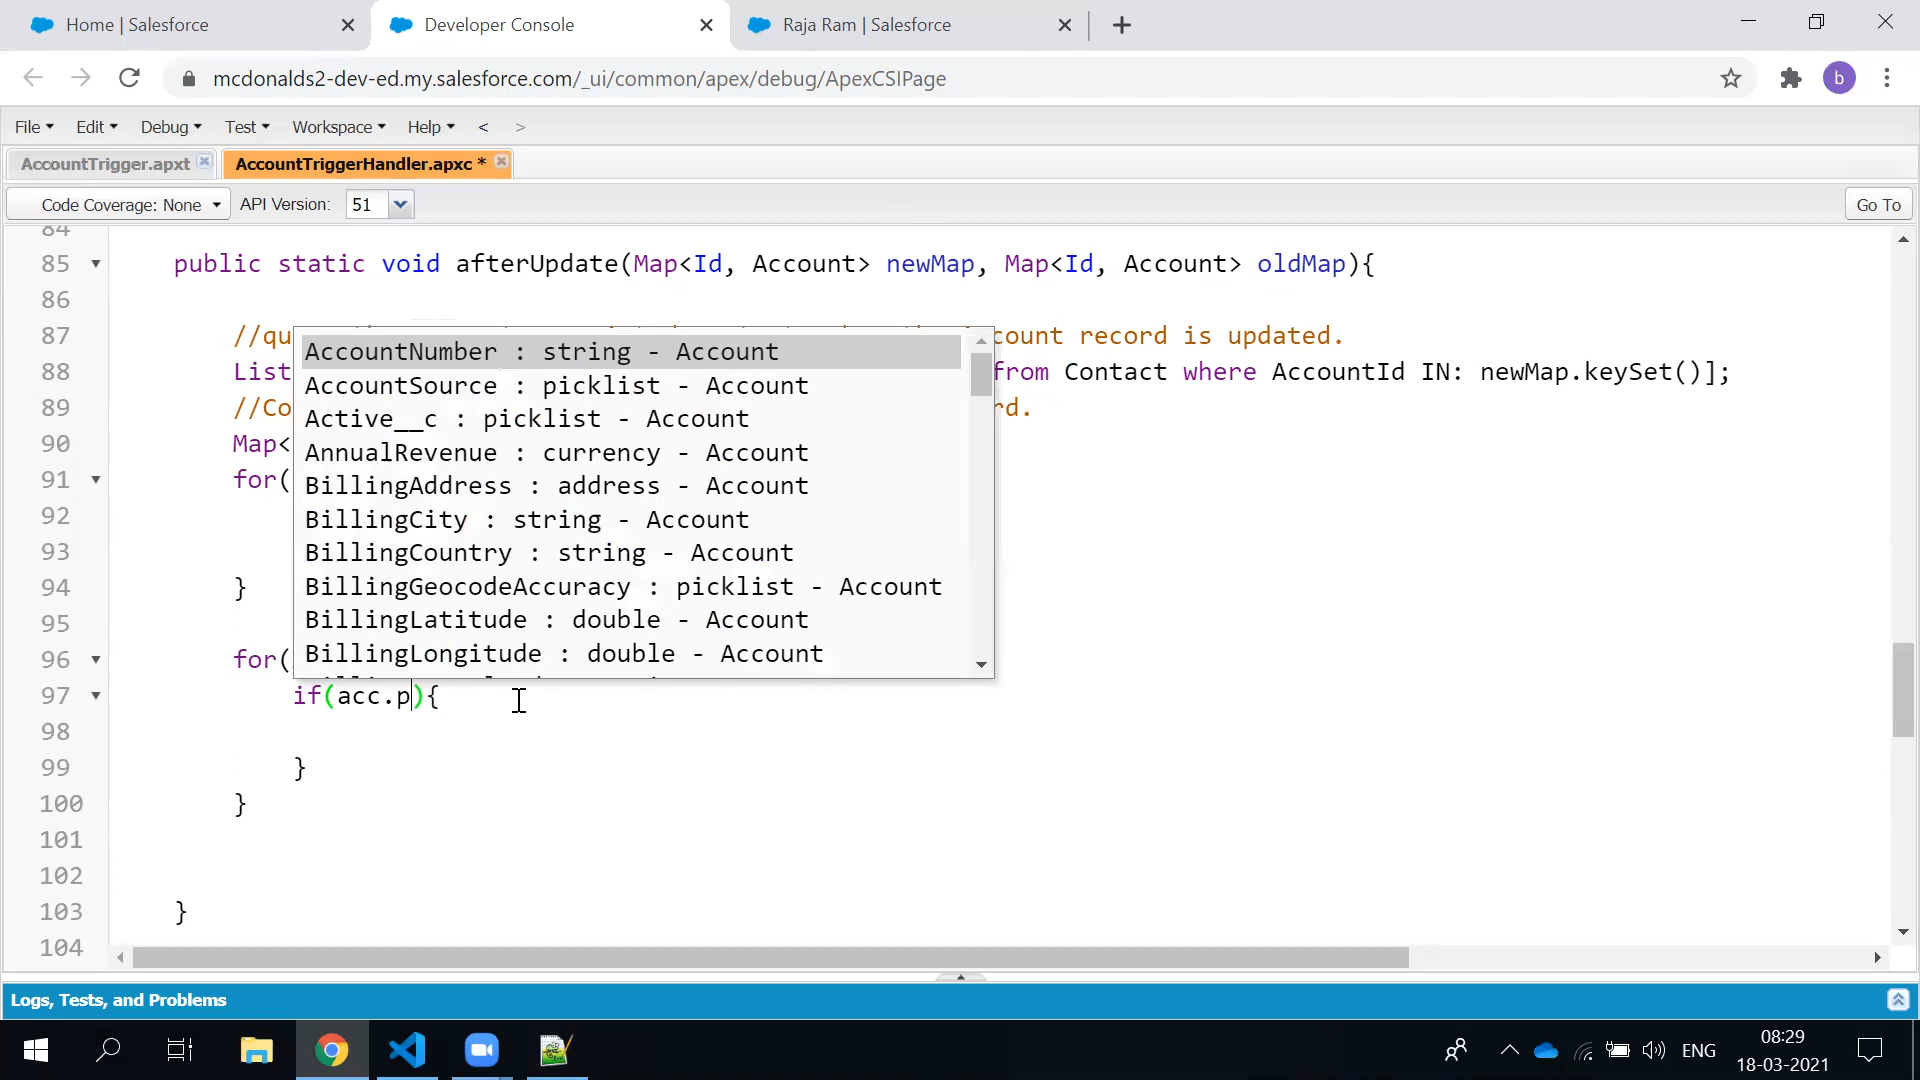 Home | Salesforce
Developer Console
Raja Ram | Salesforce
mcdonalds2-dev-ed.my.salesforce.com/_ui/common/apex/debug/ApexCSIPage
b
File Edit Debug Test Workspace Help < >
AccountTrigger.apxt
AccountTriggerHandler.apxc *
Code Coverage: None API Version: 51 Go To
84
85 public static void afterUpdate(Map<Id, Account> newMap, Map<Id, Account> oldMap){
86
87 //qu count record is updated.
AccountNumber : string - Account
88 List from Contact where AccountId IN: newMap.keySet()];
AccountSource : picklist - Account
89 //Co rd.
Active__c : picklist - Account
90 Map<
AnnualRevenue : currency - Account
91 for(
BillingAddress : address - Account
92
BillingCity : string - Account
93
BillingCountry : string - Account
94 }
BillingGeocodeAccuracy : picklist - Account
95
BillingLatitude : double - Account
96 for(
BillingLongitude : double - Account
97 if(acc.p){
98
99 }
100 }
101
102
103 }
104
Logs, Tests, and Problems
ENG
08:29
18-03-2021